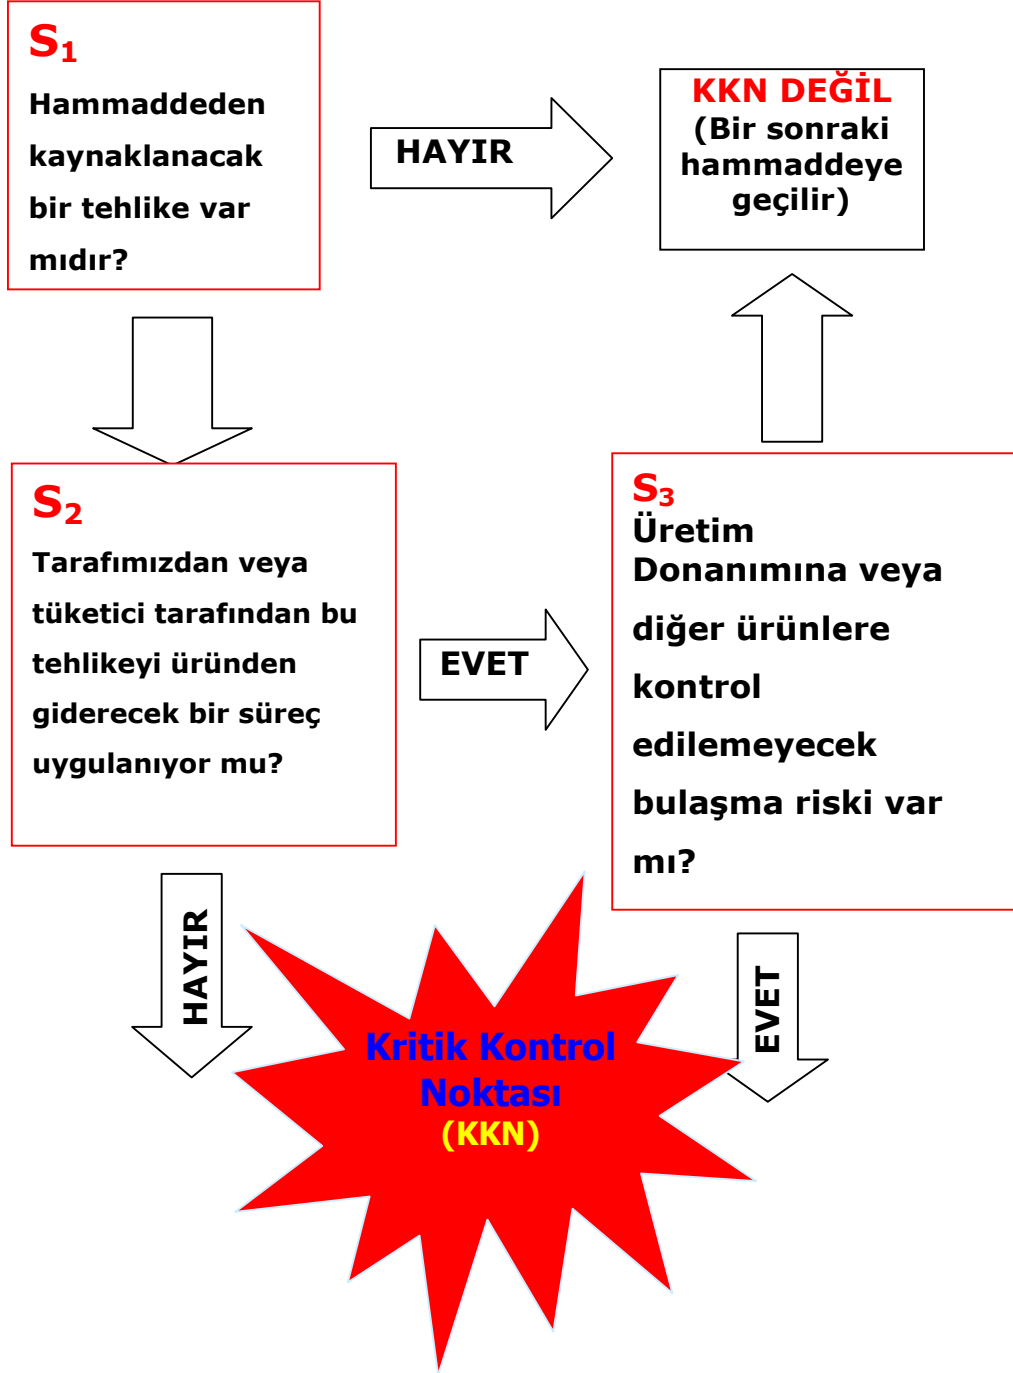 S₁
Hammaddeden
kaynaklanacak
bir tehlike var
mıdır?
HAYIR
KKN DEĞİL
(Bir sonraki
hammaddeye
geçilir)
S₂
Tarafımızdan veya
tüketici tarafından bu
tehlikeyi üründen
giderecek bir süreç
uygulanıyor mu?
EVET
S₃
Üretim
Donanımına veya
diğer ürünlere
kontrol
edilemeyecek
bulaşma riski var
mı?
HAYIR
EVET
Kritik Kontrol
Noktası
(KKN)